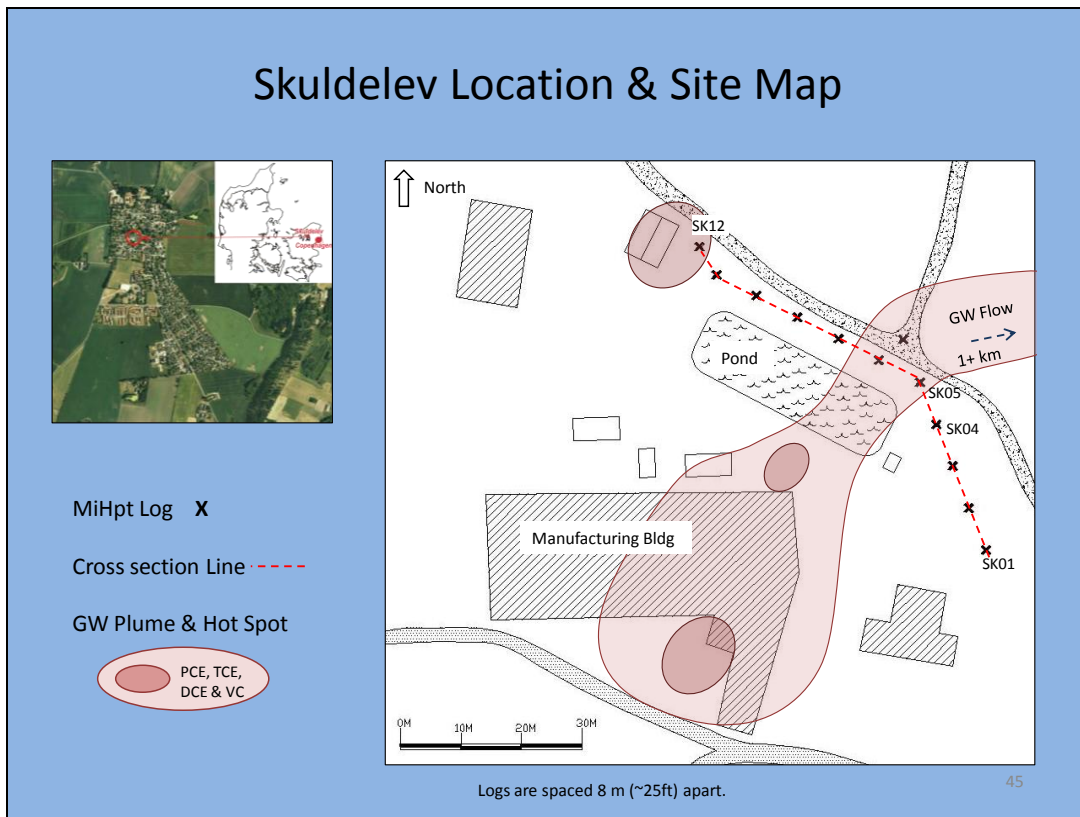 Skuldelev Location & Site Map
Skuldelev
Copenhagen
North
SK12
GW Flow
1+ km
Pond
SK05
SK04
Manufacturing Bldg
SK01
MiHpt Log X
Cross section Line
GW Plume & Hot Spot
PCE, TCE,
DCE & VC
0M 10M 20M 30M
Logs are spaced 8 m (~25ft) apart.
45